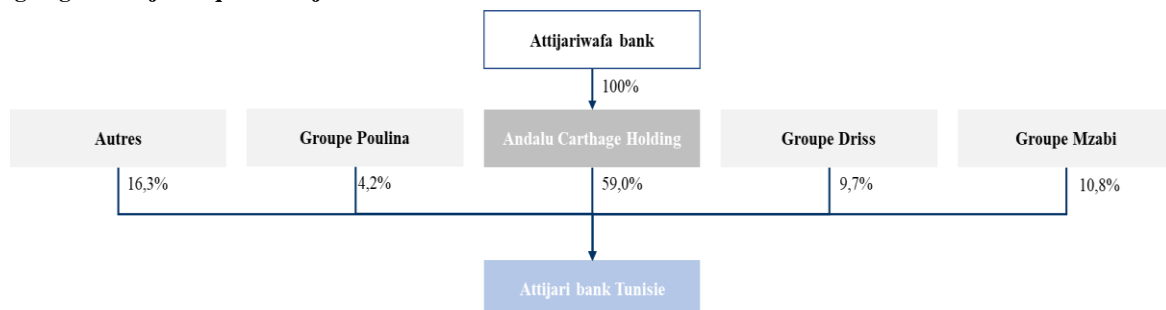 Attijariwafa bank
100%
Autres
Groupe Poulina
Andalu Carthage Holding
Groupe Driss
Groupe Mzabi
16,3%
4,2%
59,0%
9,7%
10,8%
Attijari bank Tunisie